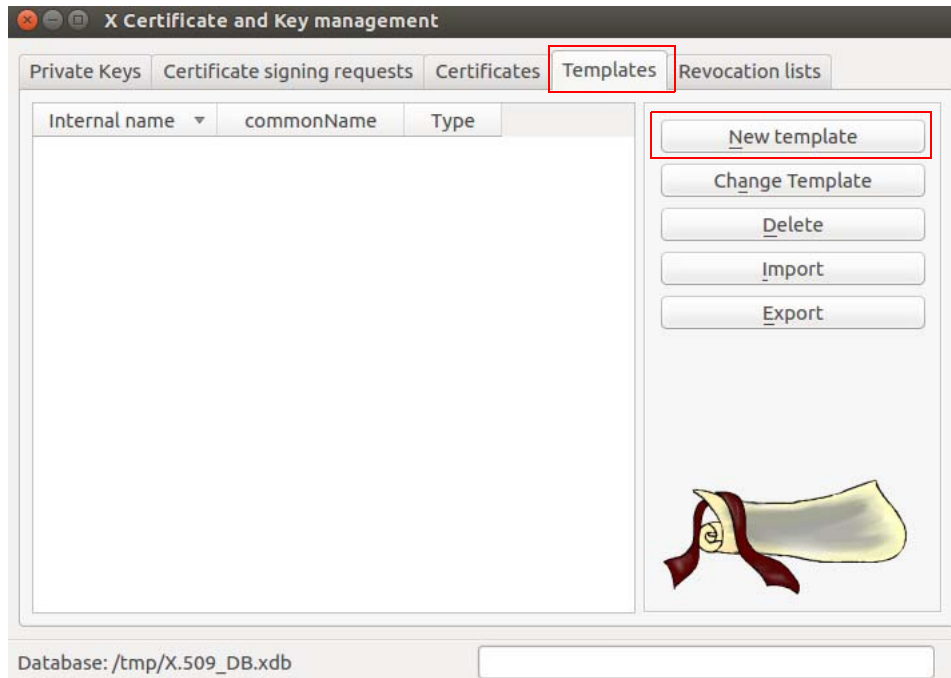 X Certificate and Key management
Private Keys Certificate signing requests Certificates Templates Revocation lists
Internal name commonName Type
New template
Change Template
Delete
Import
Export
Database: /tmp/X.509_DB.xdb